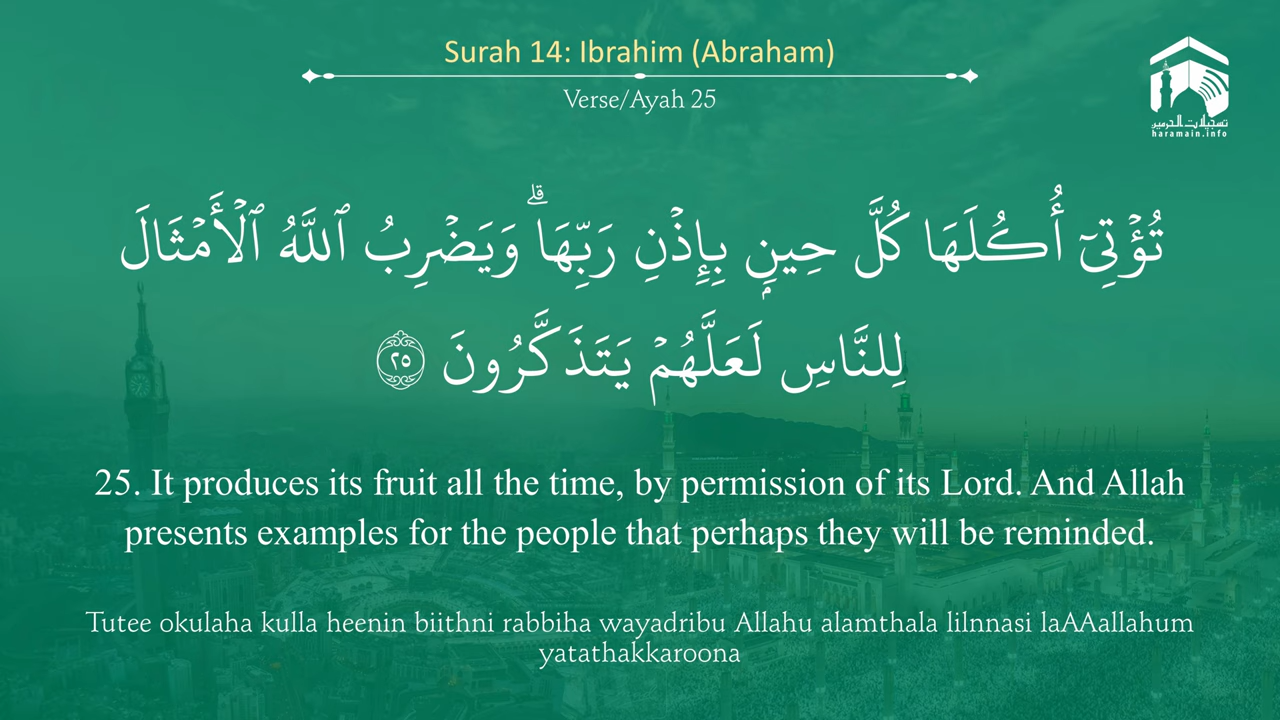 Surah 14: Ibrahim (Abraham)
Verse/Ayah 25
تسجيلات الحرمين
haramain.info
تُؤۡتِيٓ أُكُلَهَا كُلَّ حِينِۭ بِإِذۡنِ رَبِّهَاۗ وَيَضۡرِبُ ٱللَّهُ ٱلۡأَمۡثَالَ
لِلنَّاسِ لَعَلَّهُمۡ يَتَذَكَّرُونَ ٢٥
25. It produces its fruit all the time, by permission of its Lord. And Allah
presents examples for the people that perhaps they will be reminded.
Tutee okulaha kulla heenin biithni rabbiha wayadribu Allahu alamthala lilnnasi laAAallahum
yatathakkaroona